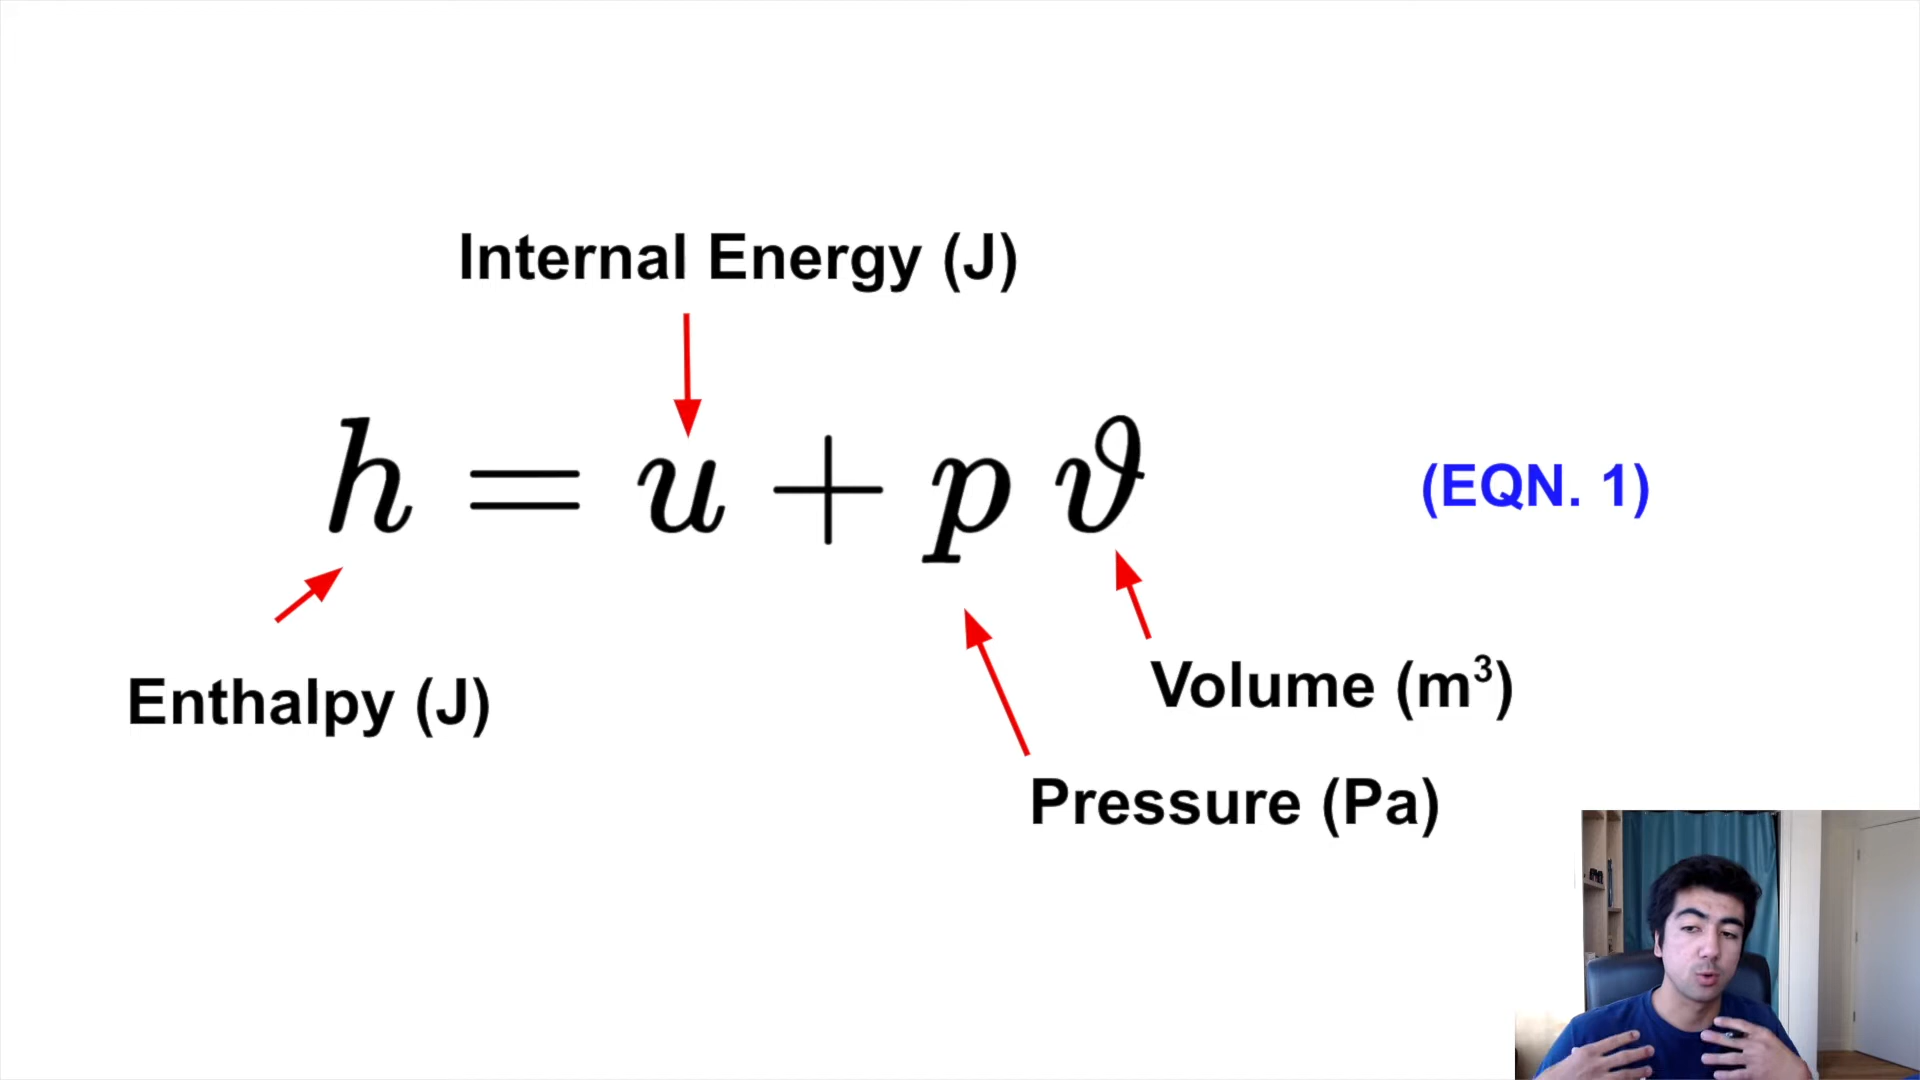 Internal Energy (J)
h = u + p ϑ
(EQN. 1)
Enthalpy (J)
Volume (m³)
Pressure (Pa)